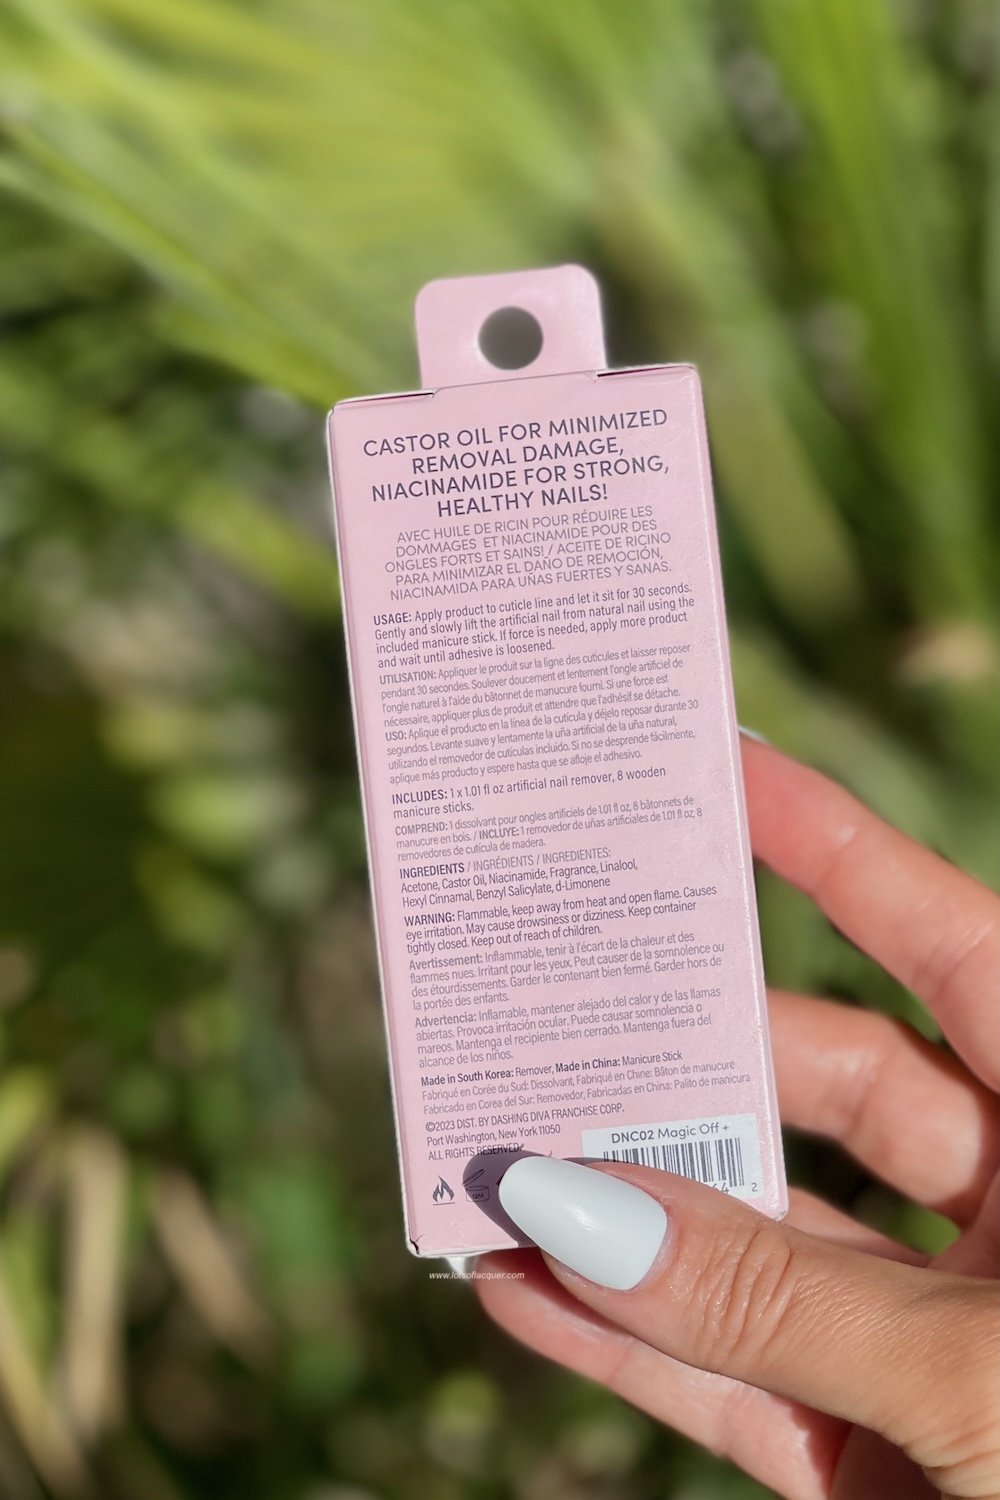 CASTOR OIL FOR MINIMIZED
REMOVAL DAMAGE,
NIACINAMIDE FOR STRONG,
HEALTHY NAILS!
AVEC HUILE DE RICIN POUR RÉDUIRE LES
DOMMAGES ET NIACINAMIDE POUR DES
ONGLES FORTS ET SAINS! / ACEITE DE RICINO
PARA MINIMIZAR EL DAÑO DE REMOCIÓN,
NIACINAMIDA PARA UÑAS FUERTES Y SANAS.
USAGE: Apply product to cuticle line and let it sit for 30 seconds.
Gently and slowly lift the artificial nail from natural nail using the
included manicure stick. If force is needed, apply more product
and wait until adhesive is loosened.
UTILISATION: Appliquer le produit sur la ligne des cuticules et laisser reposer
pendant 30 secondes. Soulever doucement et lentement l'ongle artificiel de
l'ongle naturel à l'aide du bâtonnet de manucure fourni. Si une force est
nécessaire, appliquer plus de produit et attendre que l'adhésif se détache.
USO: Aplique el producto en la línea de la cutícula y déjelo reposar durante 30
segundos. Levante suave y lentamente la uña artificial de la uña natural,
utilizando el removedor de cutículas incluido. Si no se desprende fácilmente,
aplique más producto y espere hasta que se afloje el adhesivo.
INCLUDES: 1 x 1.01 fl oz artificial nail remover, 8 wooden
manicure sticks.
COMPREND: 1 dissolvant pour ongles artificiels de 1.01 fl oz, 8 bâtonnets de
manucure en bois. / INCLUYE: 1 removedor de uñas artificiales de 1.01 fl oz, 8
removedores de cutícula de madera.
INGREDIENTS / INGRÉDIENTS / INGREDIENTES:
Acetone, Castor Oil, Niacinamide, Fragrance, Linalool,
Hexyl Cinnamal, Benzyl Salicylate, d-Limonene
WARNING: Flammable, keep away from heat and open flame. Causes
eye irritation. May cause drowsiness or dizziness. Keep container
tightly closed. Keep out of reach of children.
Avertissement: Inflammable, tenir à l'écart de la chaleur et des
flammes nues. Irritant pour les yeux. Peut causer de la somnolence ou
des étourdissements. Garder le contenant bien fermé. Garder hors de
la portée des enfants.
Advertencia: Inflamable, mantener alejado del calor y de las llamas
abiertas. Provoca irritación ocular. Puede causar somnolencia o
mareos. Mantenga el recipiente bien cerrado. Mantenga fuera del
alcance de los niños.
Made in South Korea: Remover, Made in China: Manicure Stick
Fabriqué en Corée du Sud: Dissolvant, Fabriqué en Chine: Bâton de manucure
Fabricado en Corea del Sur: Removedor, Fabricadas en China: Palito de manicura
©2023 DIST. BY DASHING DIVA FRANCHISE CORP.
Port Washington, New York 11050
ALL RIGHTS RESERVED.
DNC02 Magic Off +
64 2
12M
www.lotsoflacquer.com